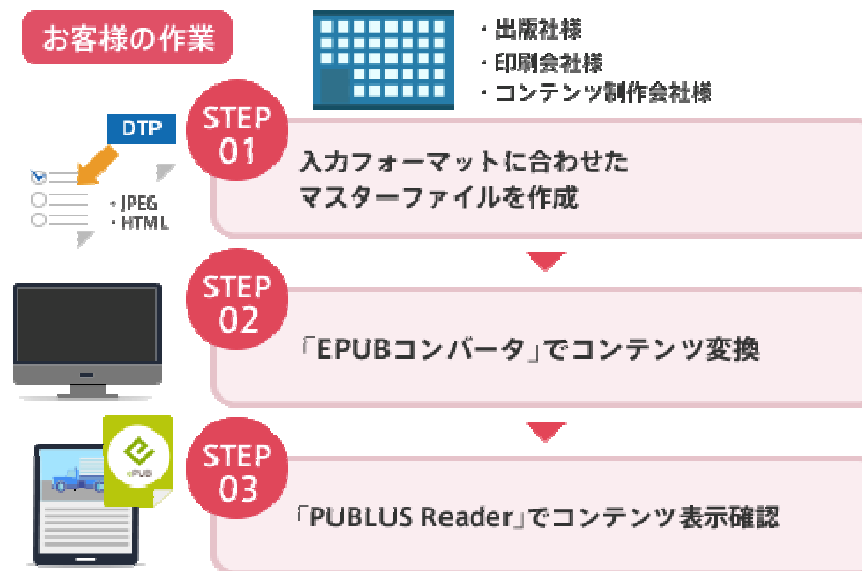 お客様の作業
・出版社様
・印刷会社様
・コンテンツ制作会社様
STEP
01
DTP
・JPEG
・HTML
入力フォーマットに合わせた
マスターファイルを作成
STEP
02
「EPUBコンバータ」でコンテンツ変換
STEP
03
ePUB
「PUBLUS Reader」でコンテンツ表示確認